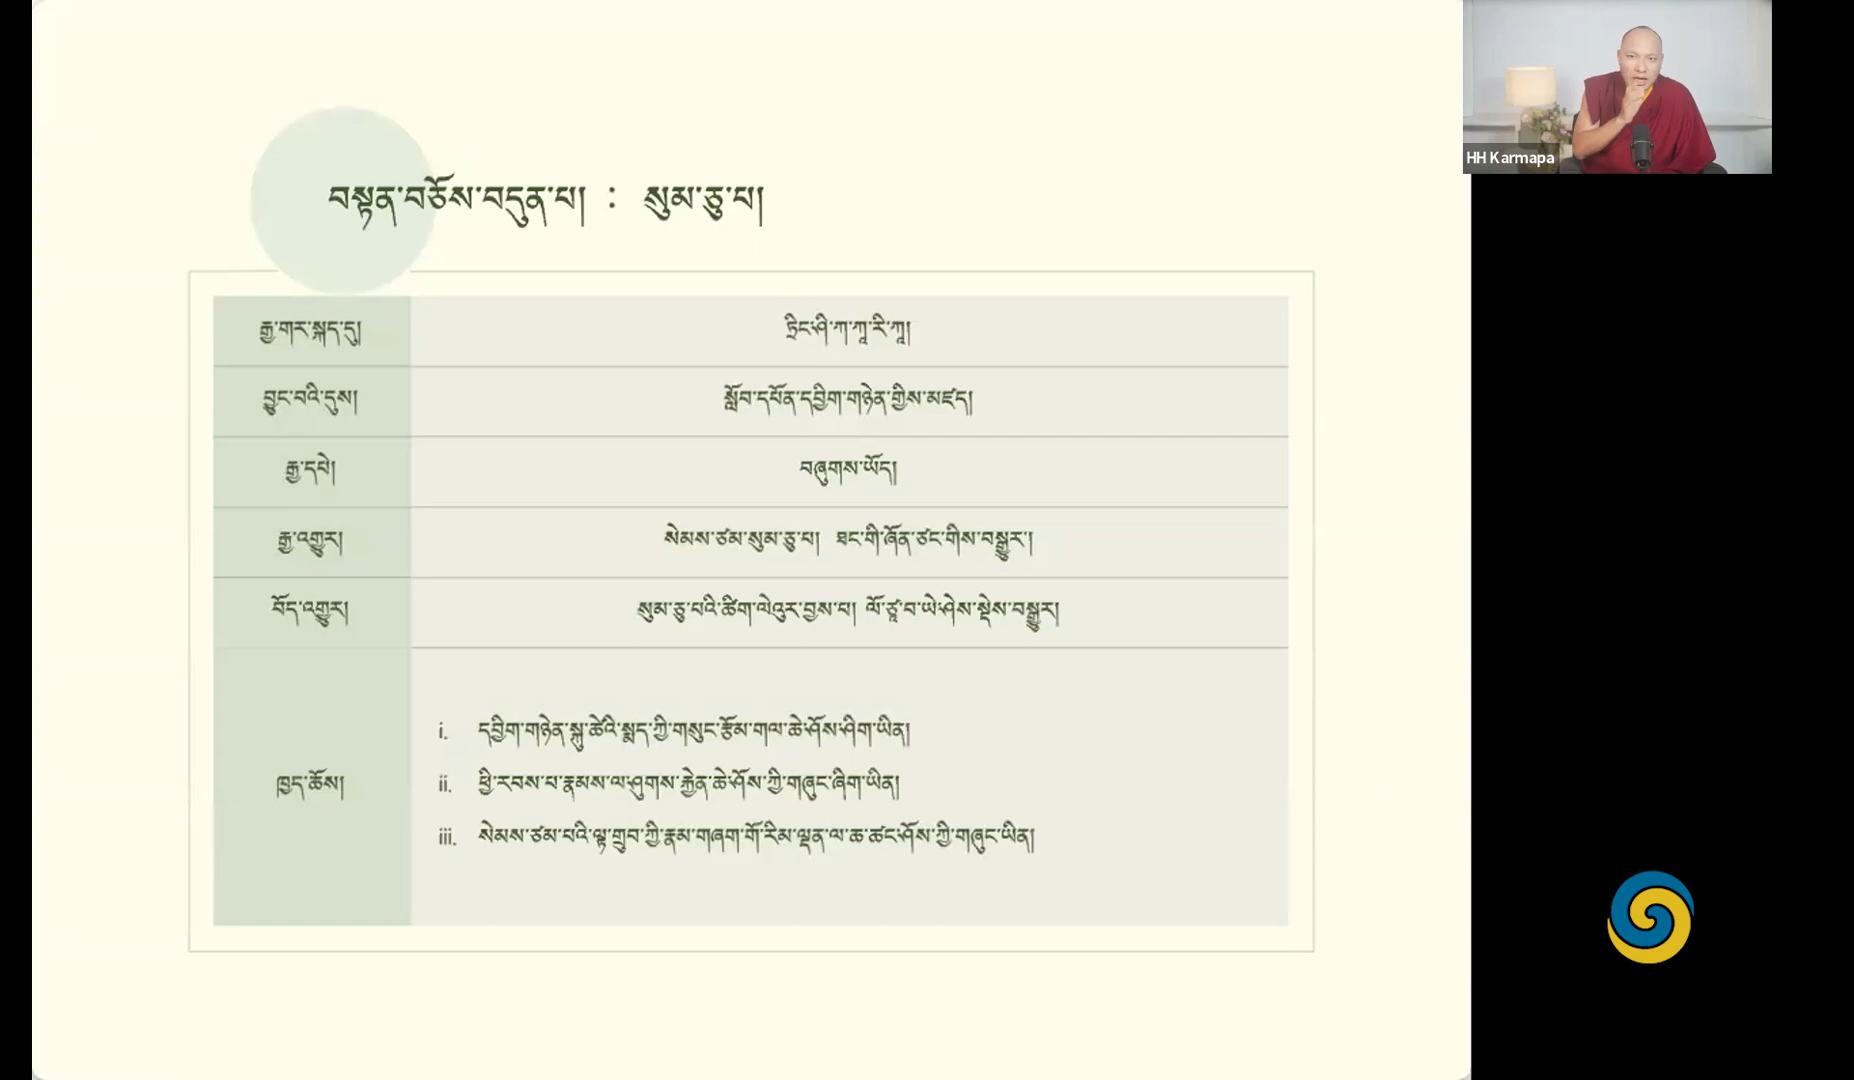 HH Karmapa
བསྟན་བཅོས་བདུན་པ། : སུམ་ཅུ་པ།
རྒྱ་གར་སྐད་དུ། ཏྲིང་ཤི་ཀ་ཀཱ་རི་ཀཱ།
བྱུང་བའི་དུས། སློབ་དཔོན་དབྱིག་གཉེན་གྱིས་མཛད།
རྒྱ་དཔེ། བཞུགས་ཡོད།
རྒྱ་འགྱུར། སེམས་ཙམ་སུམ་ཅུ་པ། ཐང་གི་ཞོན་ཙང་གིས་བསྒྱུར་།
བོད་འགྱུར། སུམ་ཅུ་པའི་ཚིག་ལེའུར་བྱས་པ། ལོ་ཙཱ་བ་ཡེ་ཤེས་སྡེས་བསྒྱུར།
ཁྱད་ཆོས།
i. དབྱིག་གཉེན་སྐུ་ཚེའི་སྨད་ཀྱི་གསུང་རྩོམ་གལ་ཆེ་ཤོས་ཤིག་ཡིན།
ii. ཕྱི་རབས་པ་རྣམས་ལ་ཤུགས་རྐྱེན་ཆེ་ཤོས་ཀྱི་གཞུང་ཞིག་ཡིན།
iii. སེམས་ཙམ་པའི་ལྟ་གྲུབ་ཀྱི་རྣམ་གཞག་གོ་རིམ་ལྡན་ལ་ཆ་ཚང་ཤོས་ཀྱི་གཞུང་ཡིན།